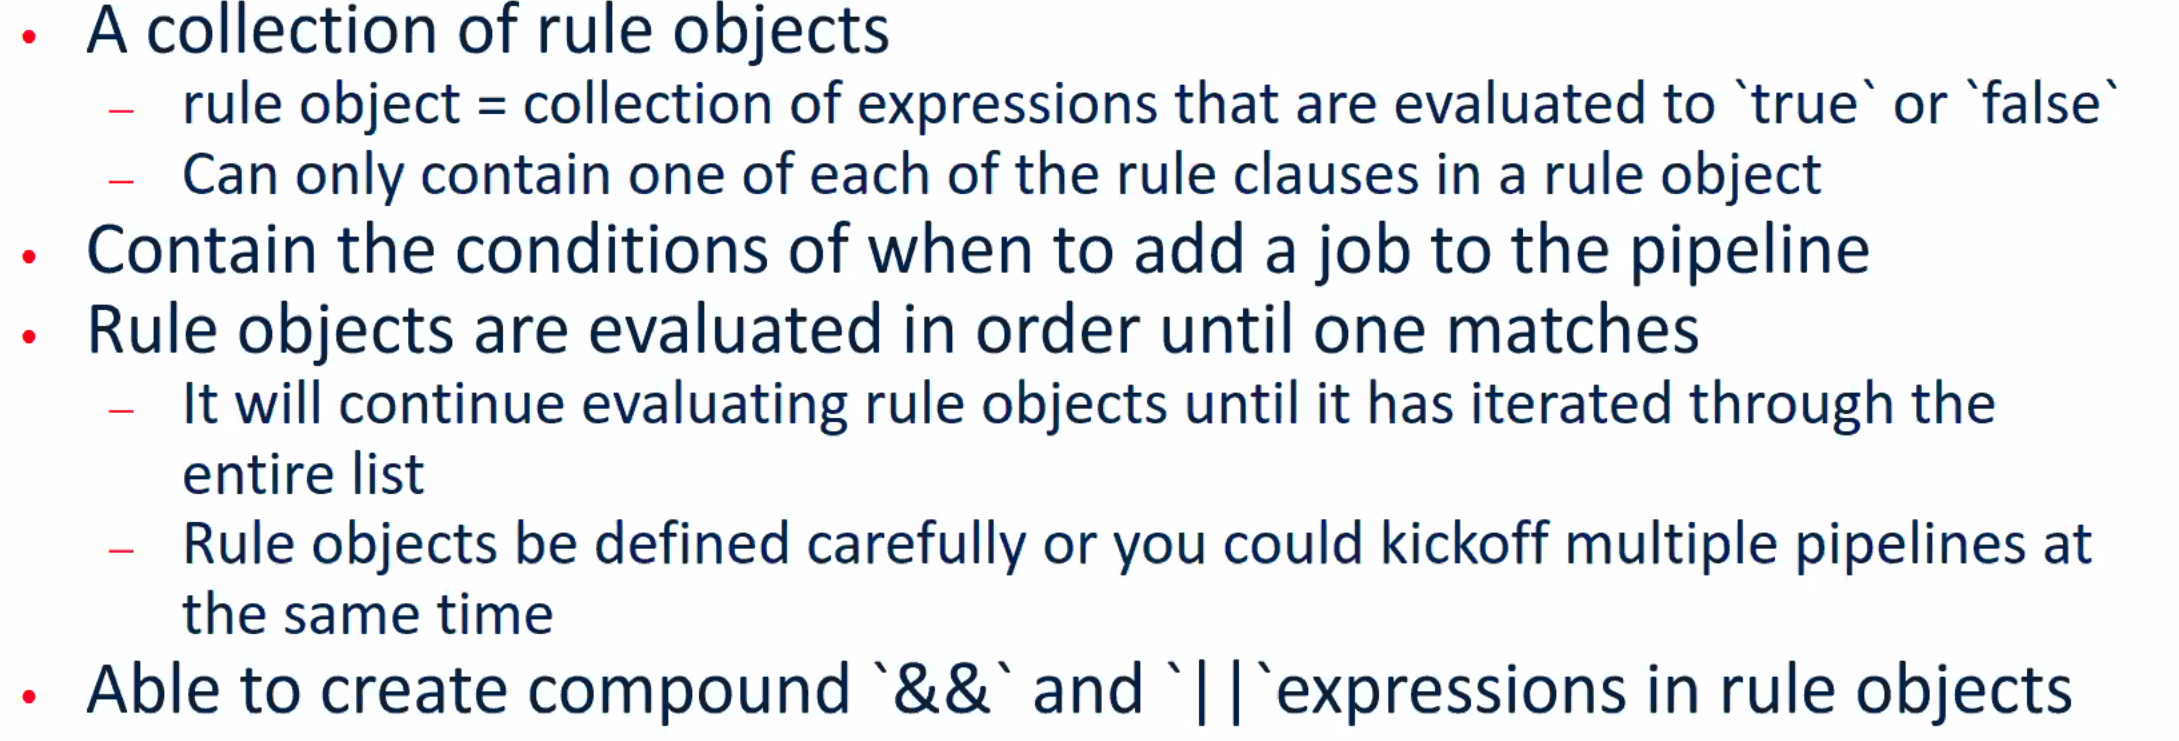 • A collection of rule objects
– rule object = collection of expressions that are evaluated to `true` or `false`
– Can only contain one of each of the rule clauses in a rule object
• Contain the conditions of when to add a job to the pipeline
• Rule objects are evaluated in order until one matches
– It will continue evaluating rule objects until it has iterated through the
entire list
– Rule objects be defined carefully or you could kickoff multiple pipelines at
the same time
• Able to create compound `&&` and `||`expressions in rule objects